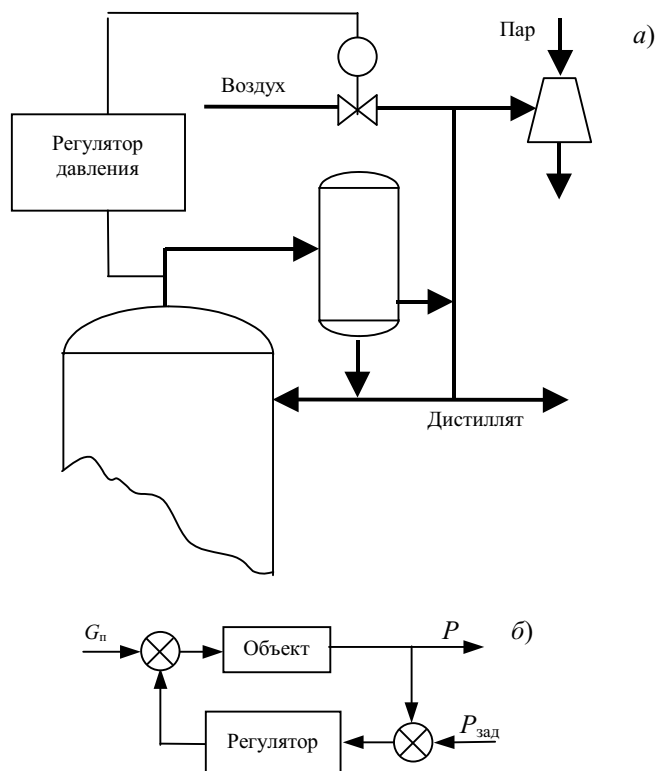 Пар
а)
Воздух
Регулятор
давления
Дистиллят
Gп
Объект
P
б)
Регулятор
Pзад